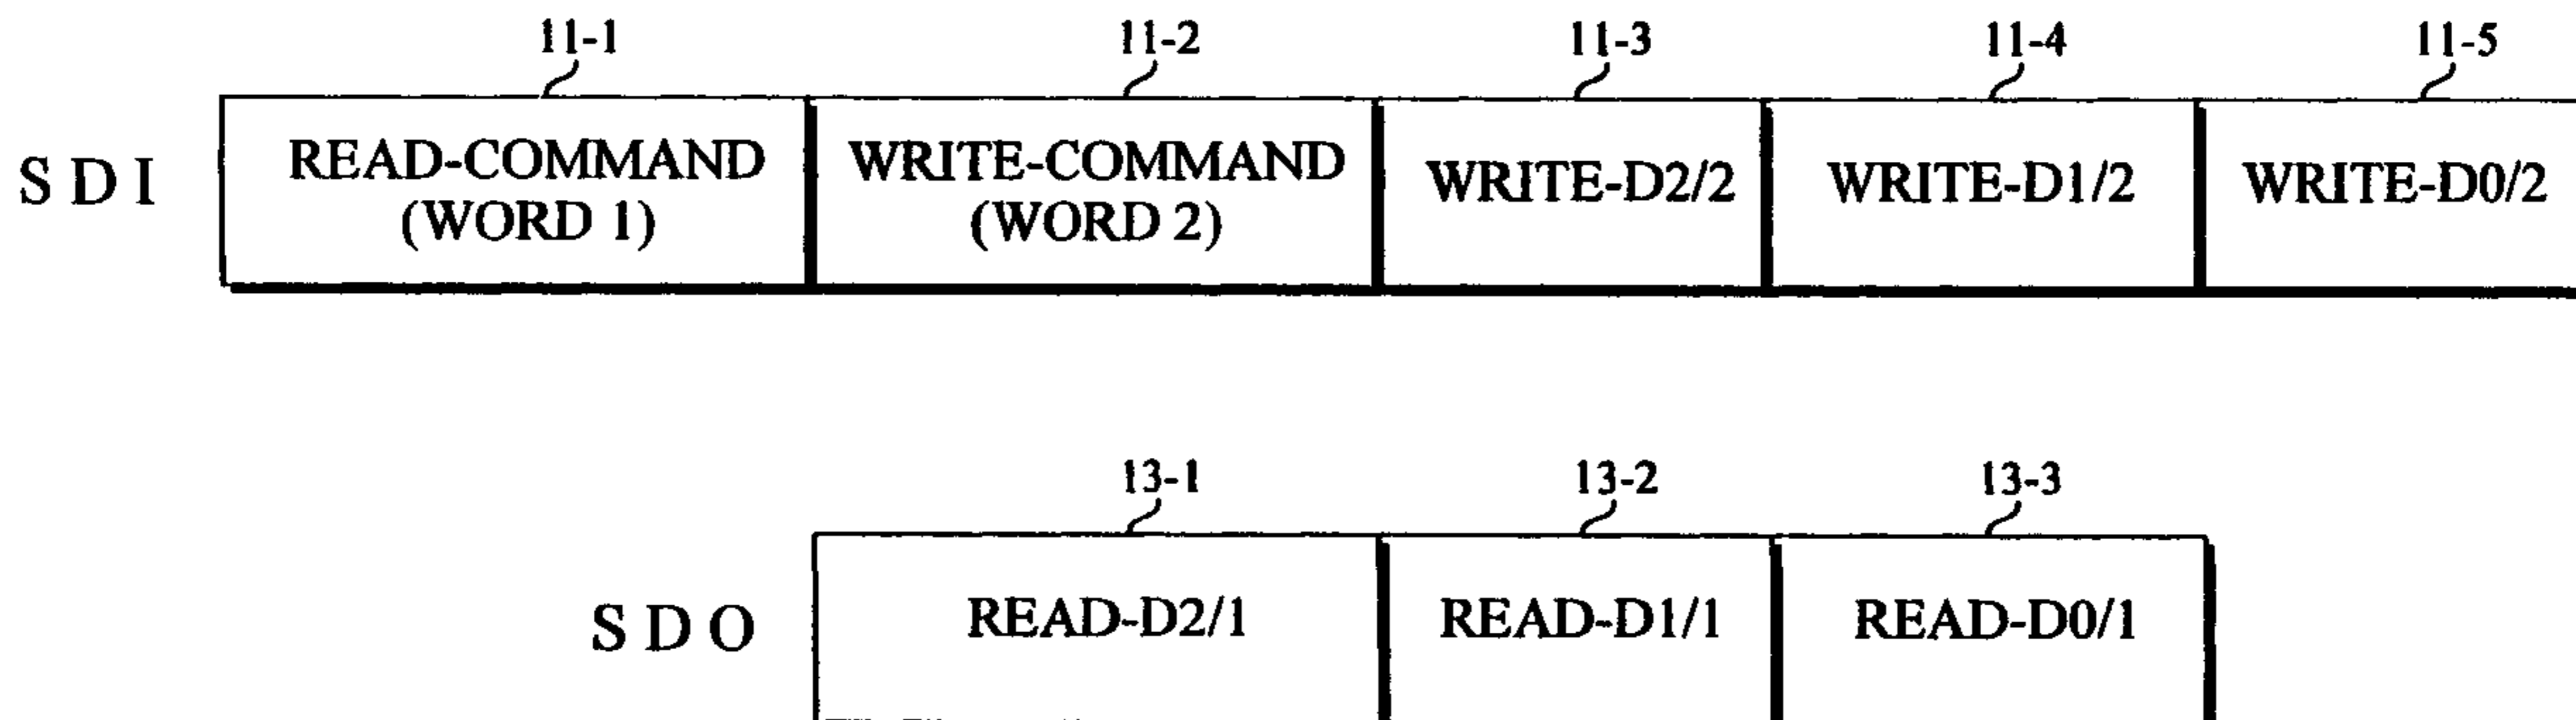 11-1 11-2 11-3 11-4 11-5
SDI READ-COMMAND (WORD 1) WRITE-COMMAND (WORD 2) WRITE-D2/2 WRITE-D1/2 WRITE-D0/2
13-1 13-2 13-3
SDO READ-D2/1 READ-D1/1 READ-D0/1